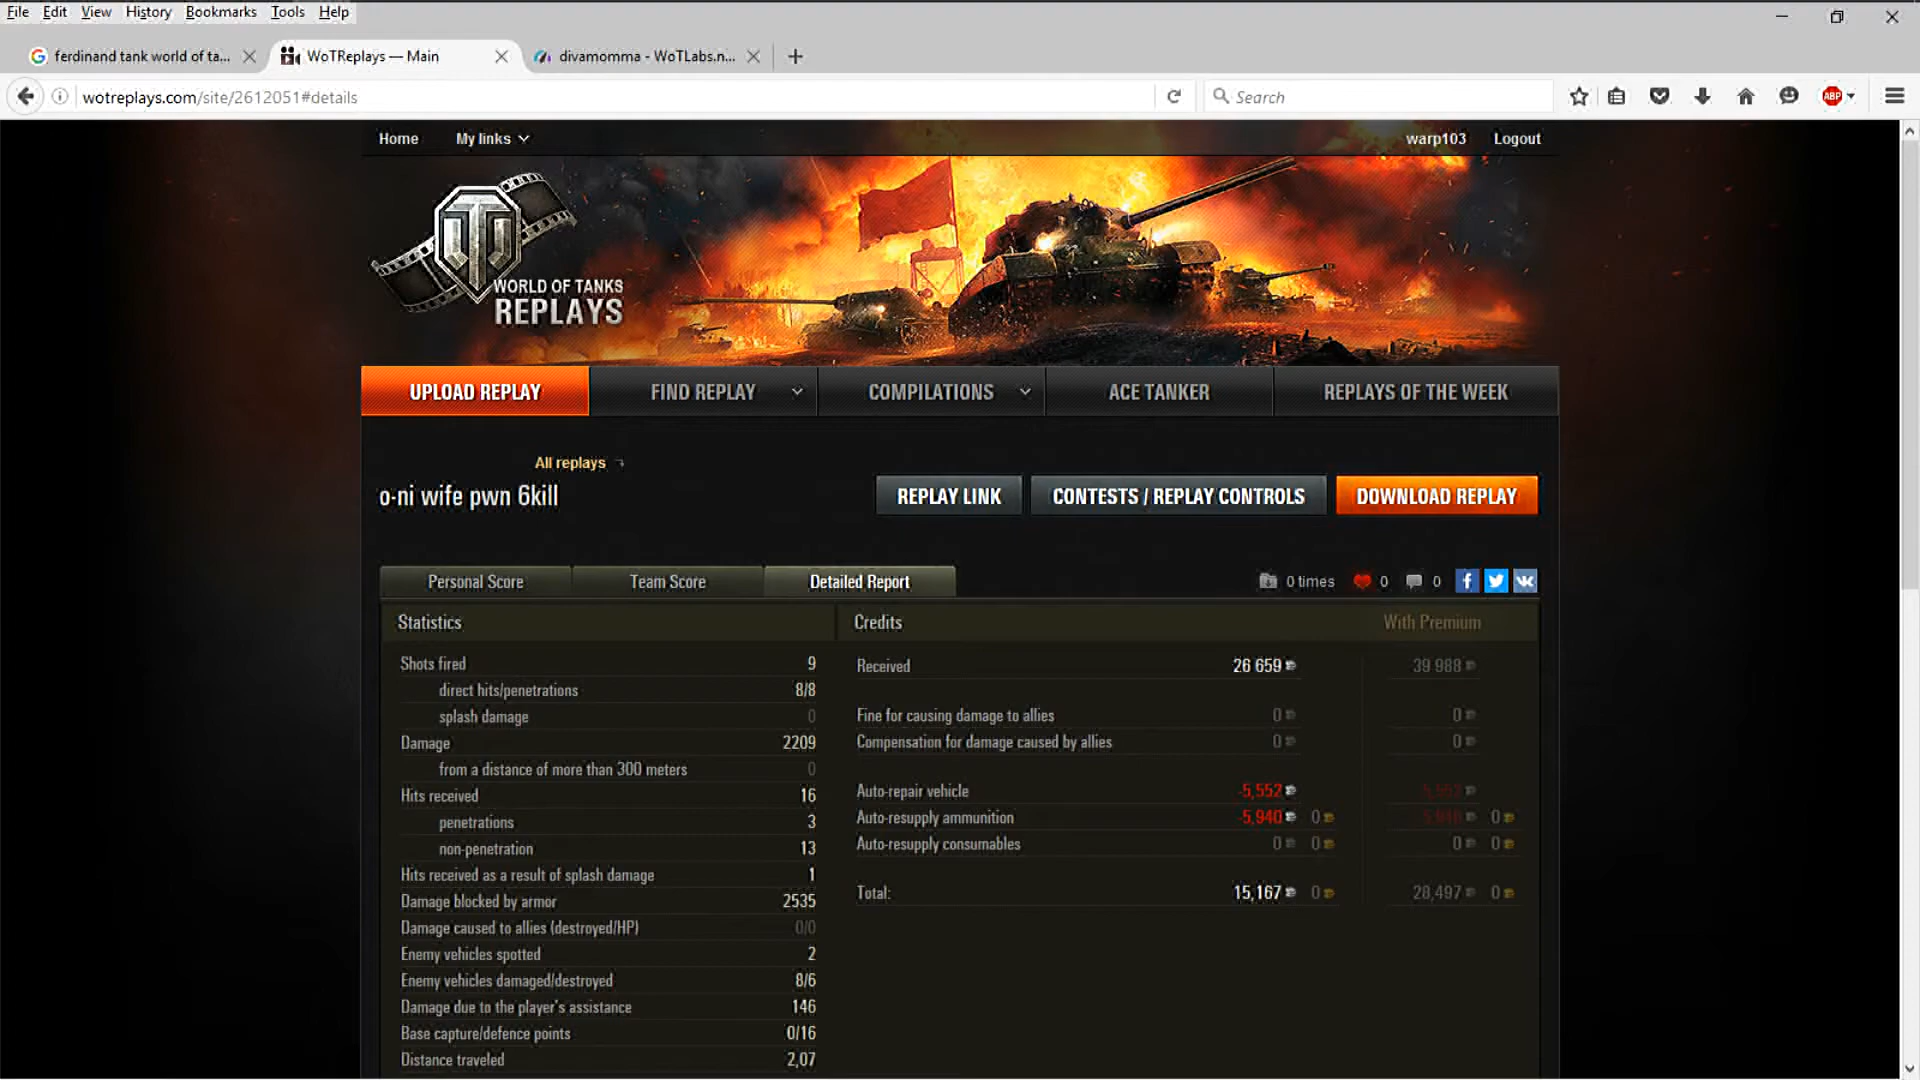 File Edit View History Bookmarks Tools Help
ferdinand tank world of ta... WoTReplays — Main divamomma - WoTLabs.n...
wotreplays.com/site/2612051#details Search ABP
Home My links warp103 Logout
WORLD OF TANKS
REPLAYS
UPLOAD REPLAY FIND REPLAY COMPILATIONS ACE TANKER REPLAYS OF THE WEEK
All replays
o-ni wife pwn 6kill REPLAY LINK CONTESTS / REPLAY CONTROLS DOWNLOAD REPLAY
Personal Score Team Score Detailed Report 0 times 0 0
Statistics Credits With Premium
Shots fired 9 Received 26 659 39 988
direct hits/penetrations 8/8
splash damage 0 Fine for causing damage to allies 0 0
Damage 2209 Compensation for damage caused by allies 0 0
from a distance of more than 300 meters 0
Hits received 16 Auto-repair vehicle -5,552 -5,552
penetrations 3 Auto-resupply ammunition -5,940 0 -5,940 0
non-penetration 13 Auto-resupply consumables 0 0 0 0
Hits received as a result of splash damage 1
Damage blocked by armor 2535 Total: 15,167 0 28,497 0
Damage caused to allies (destroyed/HP) 0/0
Enemy vehicles spotted 2
Enemy vehicles damaged/destroyed 8/6
Damage due to the player's assistance 146
Base capture/defence points 0/16
Distance traveled 2,07